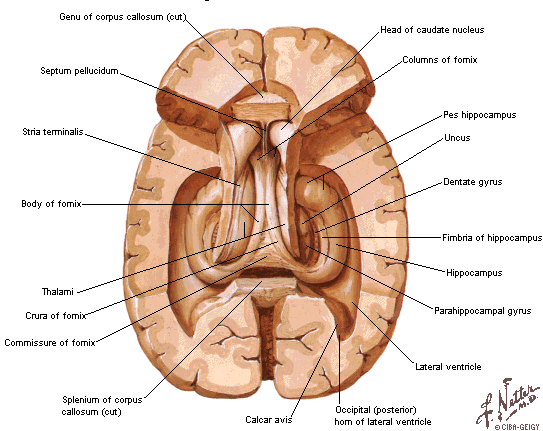 Genu of corpus callosum (cut)
Head of caudate nucleus
Septum pellucidum
Columns of fornix
Stria terminalis
Pes hippocampus
Uncus
Dentate gyrus
Body of fornix
Fimbria of hippocampus
Hippocampus
Thalami
Crura of fornix
Parahippocampal gyrus
Commissure of fornix
Lateral ventricle
Splenium of corpus
callosum (cut)
Calcar avis
Occipital (posterior)
horn of lateral ventricle
F. Netter
M.D.
© CIBA-GEIGY